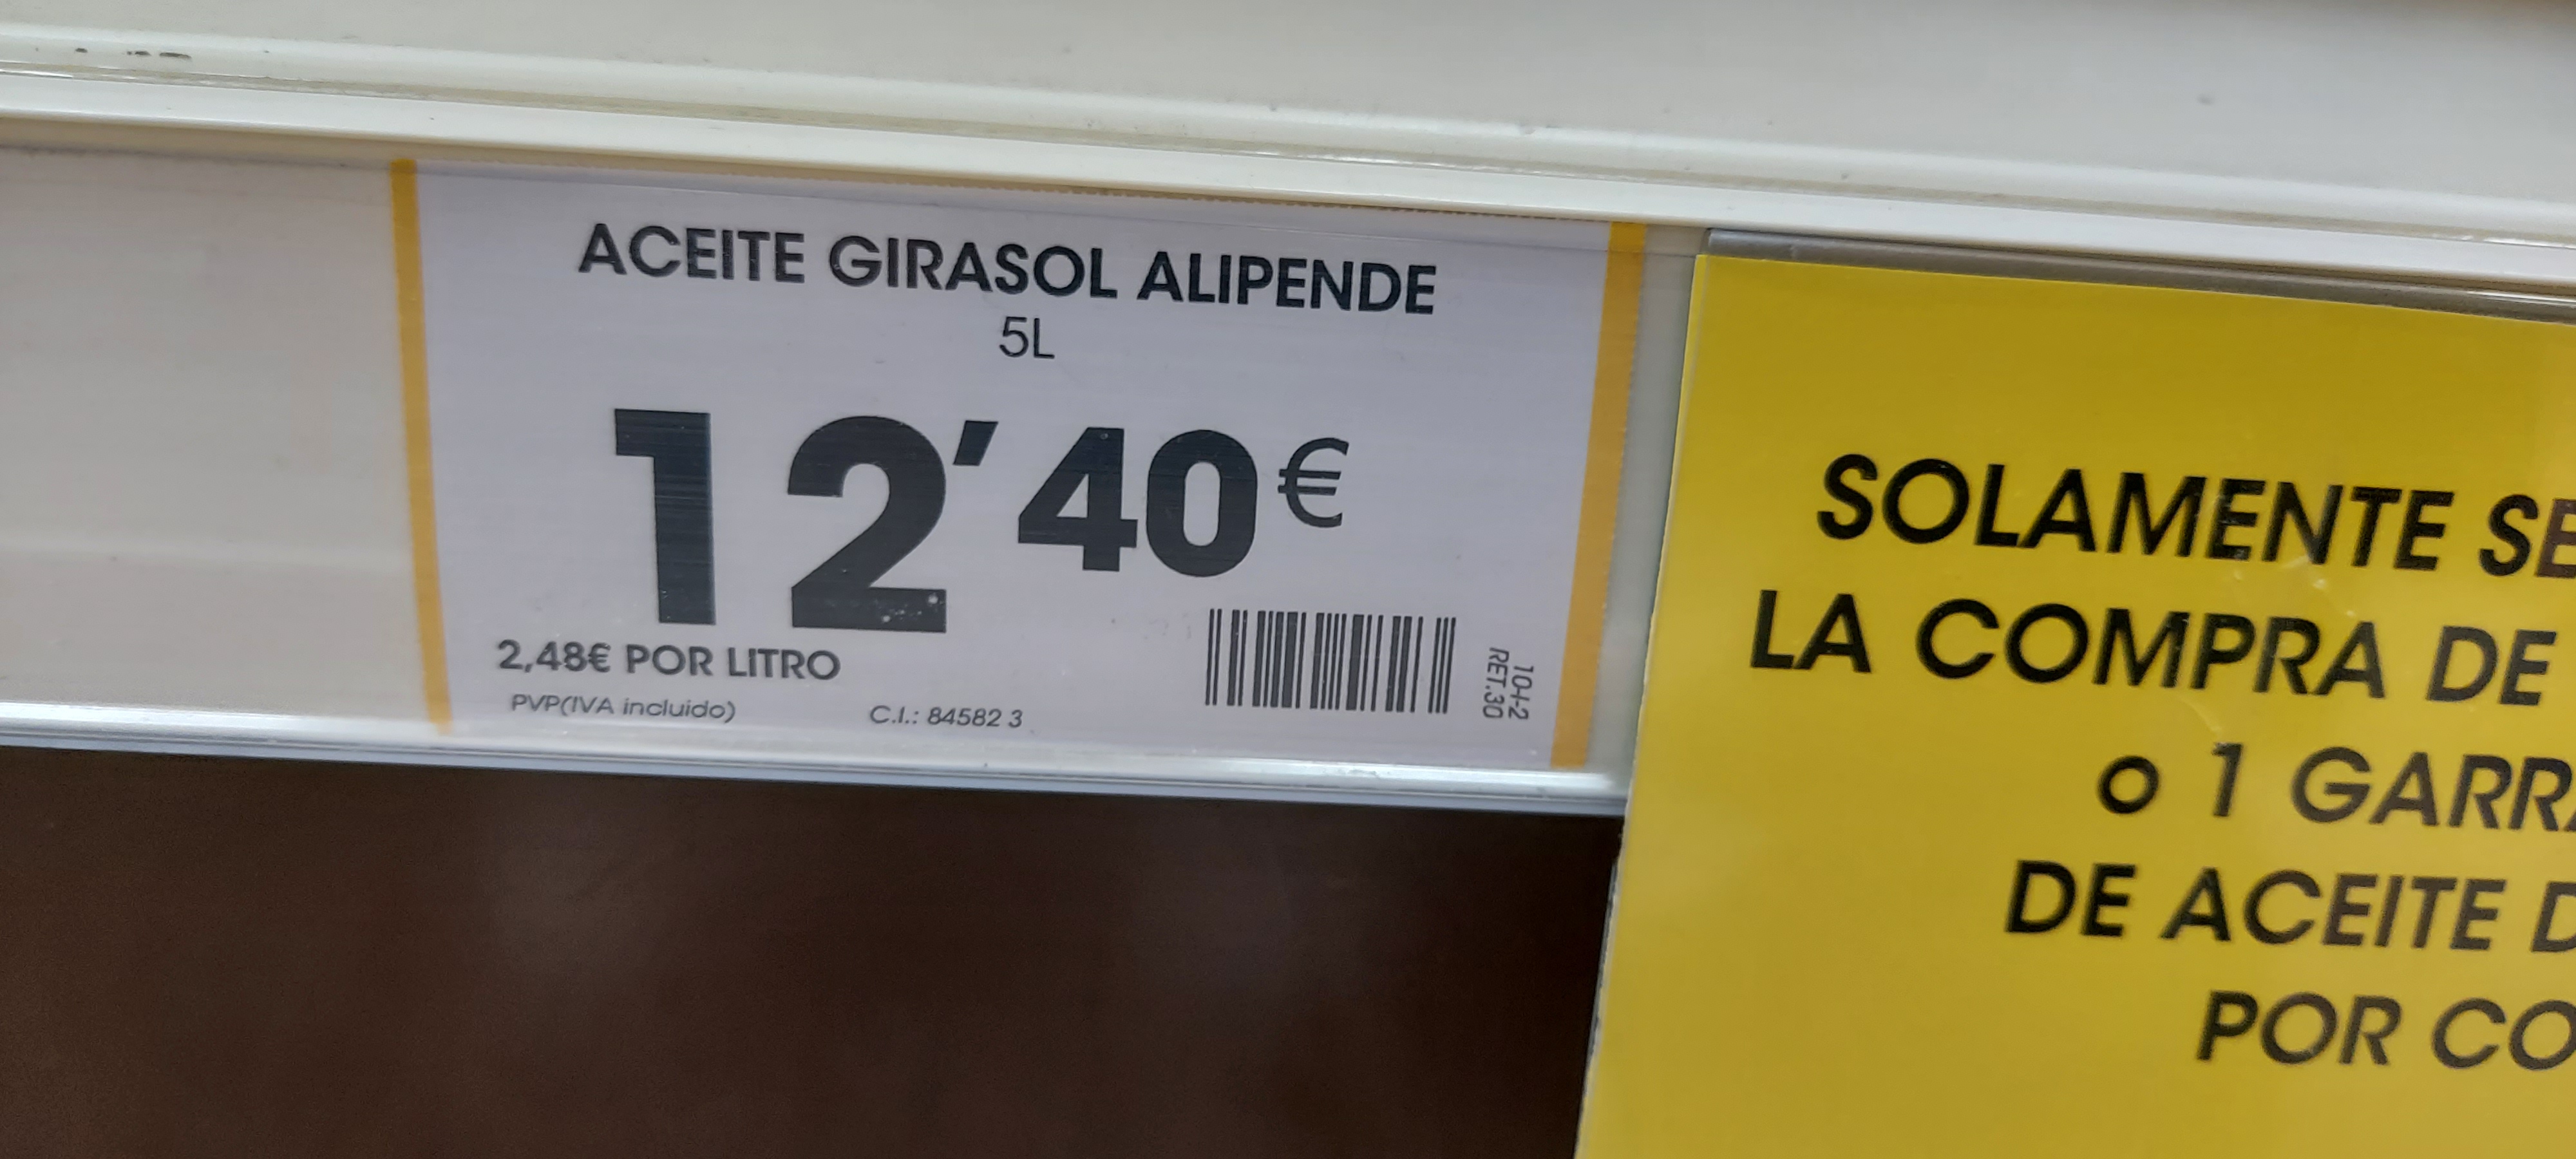 ACEITE GIRASOL ALIPENDE
5L
12'40€
2,48€ POR LITRO
PVP(IVA incluido)
C.I.: 84582 3
10-I-2
RET.30
SOLAMENTE SE
LA COMPRA DE
o 1 GARRA
DE ACEITE D
POR CO